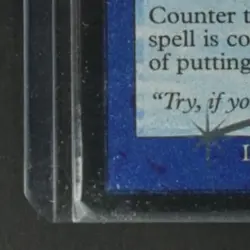 Counter t
spell is co
of putting
"Try, if yo